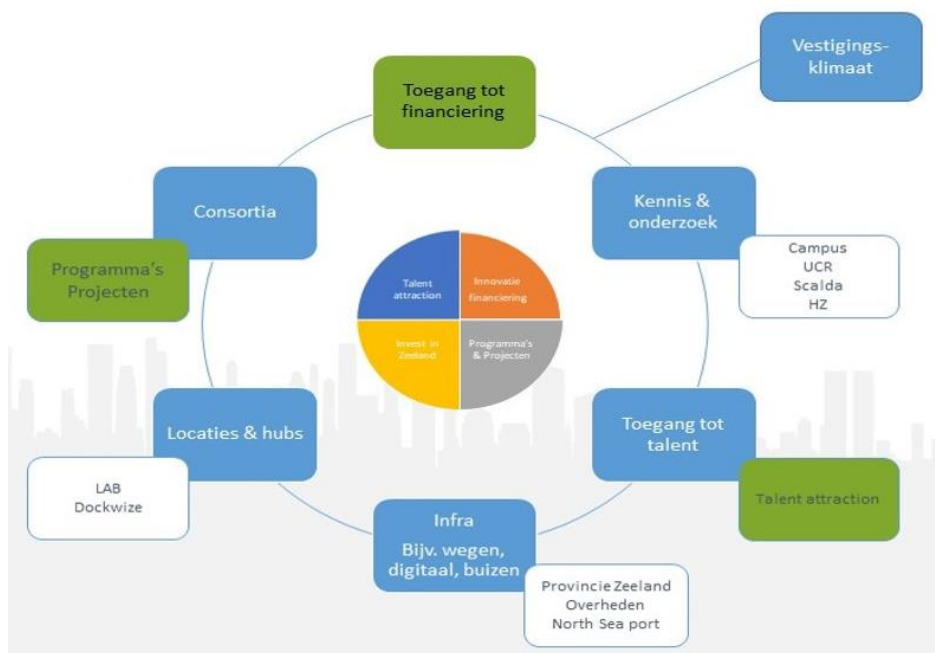 Vestigings-
klimaat
Toegang tot
financiering
Consortia
Kennis &
onderzoek
Programma's
Projecten
Campus
UCR
Scalda
HZ
Talent
attraction
Innovatie
financiering
Invest in
Zeeland
Programma's
& Projecten
Locaties & hubs
Toegang tot
talent
LAB
Dockwize
Talent attraction
Infra
Bijv. wegen,
digitaal, buizen
Provincie Zeeland
Overheden
North Sea port